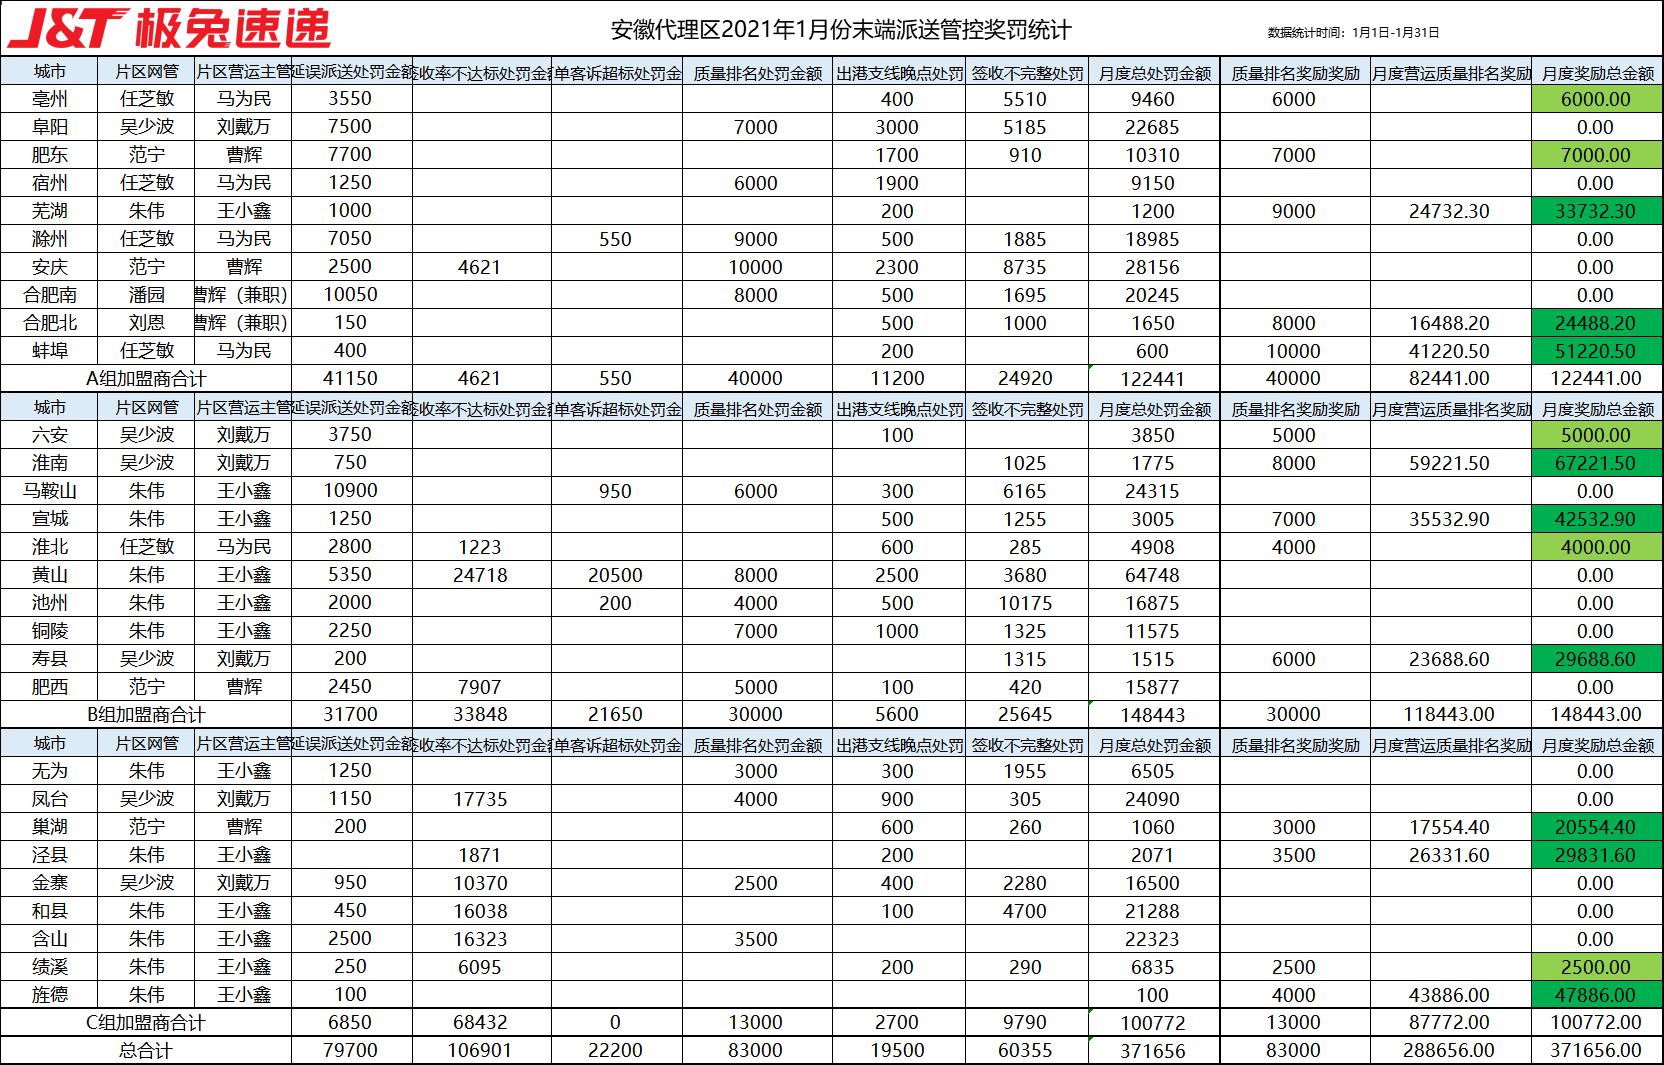 J&T 极兔速递
安徽代理区2021年1月份末端派送管控奖罚统计
数据统计时间：1月1日-1月31日
城市 片区网管 片区营运主管 延误派送处罚金额 签收率不达标处罚金额 单客诉超标处罚金 质量排名处罚金额 出港支线晚点处罚 签收不完整处罚 月度总处罚金额 质量排名奖励奖励 月度营运质量排名奖励 月度奖励总金额
亳州 任芝敏 马为民 3550 400 5510 9460 6000 6000.00
阜阳 吴少波 刘戴万 7500 7000 3000 5185 22685 0.00
肥东 范宁 曹辉 7700 1700 910 10310 7000 7000.00
宿州 任芝敏 马为民 1250 6000 1900 9150 0.00
芜湖 朱伟 王小鑫 1000 200 1200 9000 24732.30 33732.30
滁州 任芝敏 马为民 7050 550 9000 500 1885 18985 0.00
安庆 范宁 曹辉 2500 4621 10000 2300 8735 28156 0.00
合肥南 潘园 曹辉（兼职） 10050 8000 500 1695 20245 0.00
合肥北 刘恩 曹辉（兼职） 150 500 1000 1650 8000 16488.20 24488.20
蚌埠 任芝敏 马为民 400 200 600 10000 41220.50 51220.50
A组加盟商合计 41150 4621 550 40000 11200 24920 122441 40000 82441.00 122441.00
城市 片区网管 片区营运主管 延误派送处罚金额 签收率不达标处罚金额 单客诉超标处罚金 质量排名处罚金额 出港支线晚点处罚 签收不完整处罚 月度总处罚金额 质量排名奖励奖励 月度营运质量排名奖励 月度奖励总金额
六安 吴少波 刘戴万 3750 100 3850 5000 5000.00
淮南 吴少波 刘戴万 750 1025 1775 8000 59221.50 67221.50
马鞍山 朱伟 王小鑫 10900 950 6000 300 6165 24315 0.00
宣城 朱伟 王小鑫 1250 500 1255 3005 7000 35532.90 42532.90
淮北 任芝敏 马为民 2800 1223 600 285 4908 4000 4000.00
黄山 朱伟 王小鑫 5350 24718 20500 8000 2500 3680 64748 0.00
池州 朱伟 王小鑫 2000 200 4000 500 10175 16875 0.00
铜陵 朱伟 王小鑫 2250 7000 1000 1325 11575 0.00
寿县 吴少波 刘戴万 200 1315 1515 6000 23688.60 29688.60
肥西 范宁 曹辉 2450 7907 5000 100 420 15877 0.00
B组加盟商合计 31700 33848 21650 30000 5600 25645 148443 30000 118443.00 148443.00
城市 片区网管 片区营运主管 延误派送处罚金额 签收率不达标处罚金额 单客诉超标处罚金 质量排名处罚金额 出港支线晚点处罚 签收不完整处罚 月度总处罚金额 质量排名奖励奖励 月度营运质量排名奖励 月度奖励总金额
无为 朱伟 王小鑫 1250 3000 300 1955 6505 0.00
凤台 吴少波 刘戴万 1150 17735 4000 900 305 24090 0.00
巢湖 范宁 曹辉 200 600 260 1060 3000 17554.40 20554.40
泾县 朱伟 王小鑫 1871 200 2071 3500 26331.60 29831.60
金寨 吴少波 刘戴万 950 10370 2500 400 2280 16500 0.00
和县 朱伟 王小鑫 450 16038 100 4700 21288 0.00
含山 朱伟 王小鑫 2500 16323 3500 22323 0.00
绩溪 朱伟 王小鑫 250 6095 200 290 6835 2500 2500.00
旌德 朱伟 王小鑫 100 100 4000 43886.00 47886.00
C组加盟商合计 6850 68432 0 13000 2700 9790 100772 13000 87772.00 100772.00
总合计 79700 106901 22200 83000 19500 60355 371656 83000 288656.00 371656.00